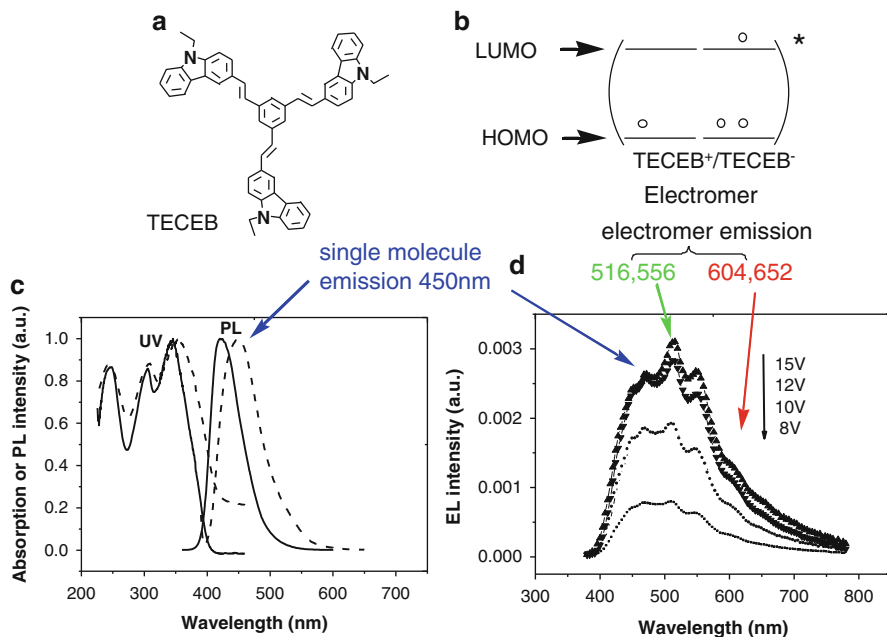 a
N
N
N
TECEB
b
LUMO
*
HOMO
TECEB+/TECEB-
Electromer
electromer emission
516,556 604,652
single molecule
emission 450nm
c
UV
PL
1.0
0.8
0.6
0.4
0.2
0.0
Absorption or PL intensity (a.u.)
200 300 400 500 600 700
Wavelength (nm)
d
15V
12V
10V
8V
0.003
0.002
0.001
0.000
EL intensity (a.u.)
300 400 500 600 700 800
Wavelength (nm)